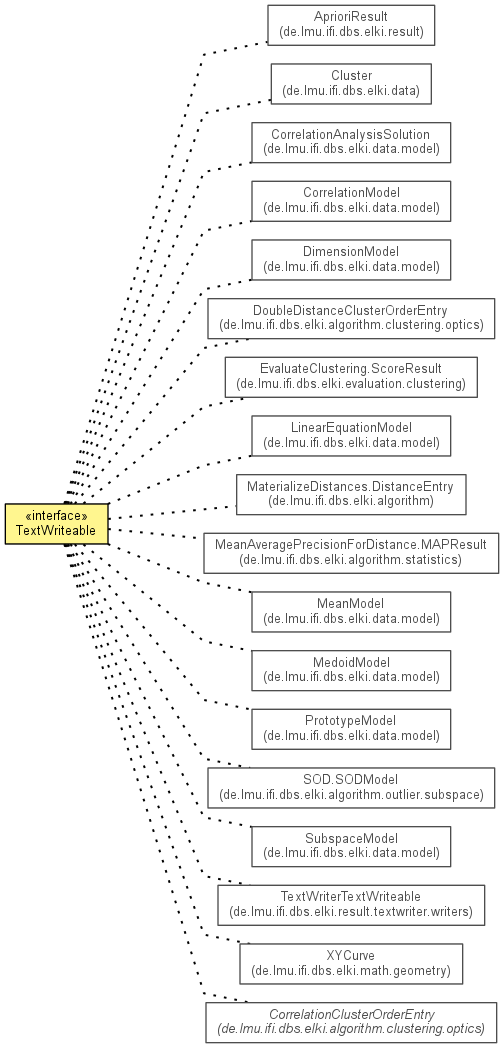 AprioriResult
(de.lmu.ifi.dbs.elki.result)
Cluster
(de.lmu.ifi.dbs.elki.data)
CorrelationAnalysisSolution
(de.lmu.ifi.dbs.elki.data.model)
CorrelationModel
(de.lmu.ifi.dbs.elki.data.model)
DimensionModel
(de.lmu.ifi.dbs.elki.data.model)
DoubleDistanceClusterOrderEntry
(de.lmu.ifi.dbs.elki.algorithm.clustering.optics)
EvaluateClustering.ScoreResult
(de.lmu.ifi.dbs.elki.evaluation.clustering)
LinearEquationModel
(de.lmu.ifi.dbs.elki.data.model)
MaterializeDistances.DistanceEntry
(de.lmu.ifi.dbs.elki.algorithm)
«interface»
TextWriteable
MeanAveragePrecisionForDistance.MAPResult
(de.lmu.ifi.dbs.elki.algorithm.statistics)
MeanModel
(de.lmu.ifi.dbs.elki.data.model)
MedoidModel
(de.lmu.ifi.dbs.elki.data.model)
PrototypeModel
(de.lmu.ifi.dbs.elki.data.model)
SOD.SODModel
(de.lmu.ifi.dbs.elki.algorithm.outlier.subspace)
SubspaceModel
(de.lmu.ifi.dbs.elki.data.model)
TextWriterTextWriteable
(de.lmu.ifi.dbs.elki.result.textwriter.writers)
XYCurve
(de.lmu.ifi.dbs.elki.math.geometry)
CorrelationClusterOrderEntry
(de.lmu.ifi.dbs.elki.algorithm.clustering.optics)